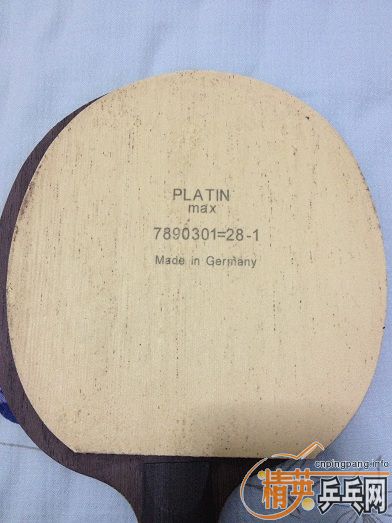 PLATIN
max
7890301=28-1
Made in Germany
cnpingpang.info
精英乒乓网